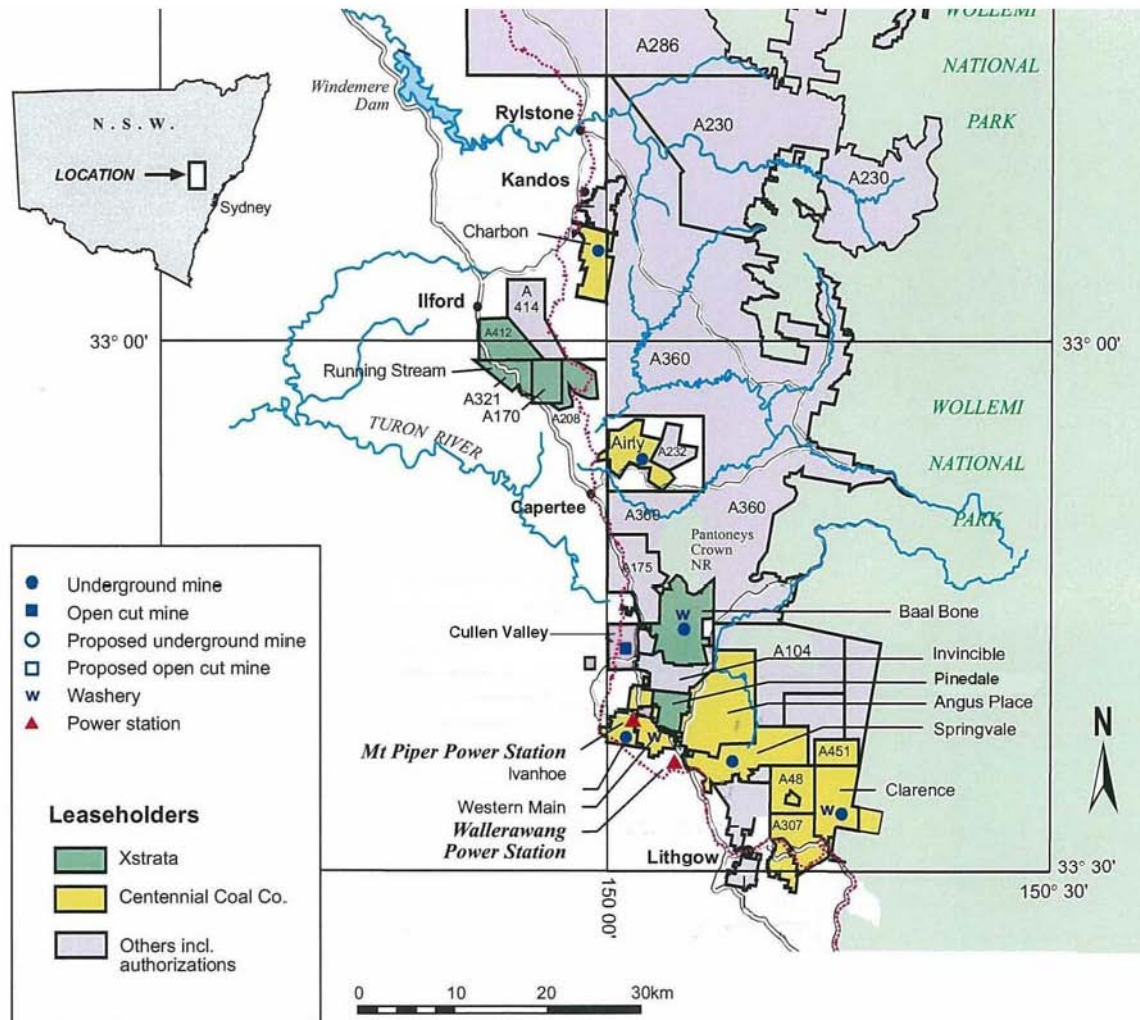 WOLLEMI
NATIONAL
PARK
A286
Windemere
Dam
Rylstone
A230
N. S. W.
LOCATION
Sydney
Kandos
A230
Charbon
Ilford
A
414
A412
33° 00'
33° 00'
A360
Running Stream
A321
A170
A208
TURON RIVER
Airly
A232
WOLLEMI
NATIONAL
PARK
Capertee
A360
A360
Pantoneys
Crown
NR
A175
W
Baal Bone
Cullen Valley
A104
Invincible
Pinedale
Angus Place
Springvale
Mt Piper Power Station
Ivanhoe
W
Western Main
Wallerawang
Power Station
A451
A48
Clarence
W
A307
Lithgow
33° 30'
150 00'
150° 30'
N
Underground mine
Open cut mine
Proposed underground mine
Proposed open cut mine
W Washery
Power station
Leaseholders
Xstrata
Centennial Coal Co.
Others incl.
authorizations
0 10 20 30km